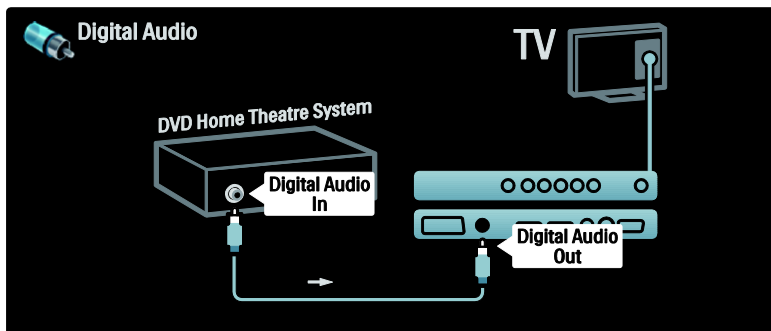 Digital Audio
TV
DVD Home Theatre System
Digital Audio
In
Digital Audio
Out